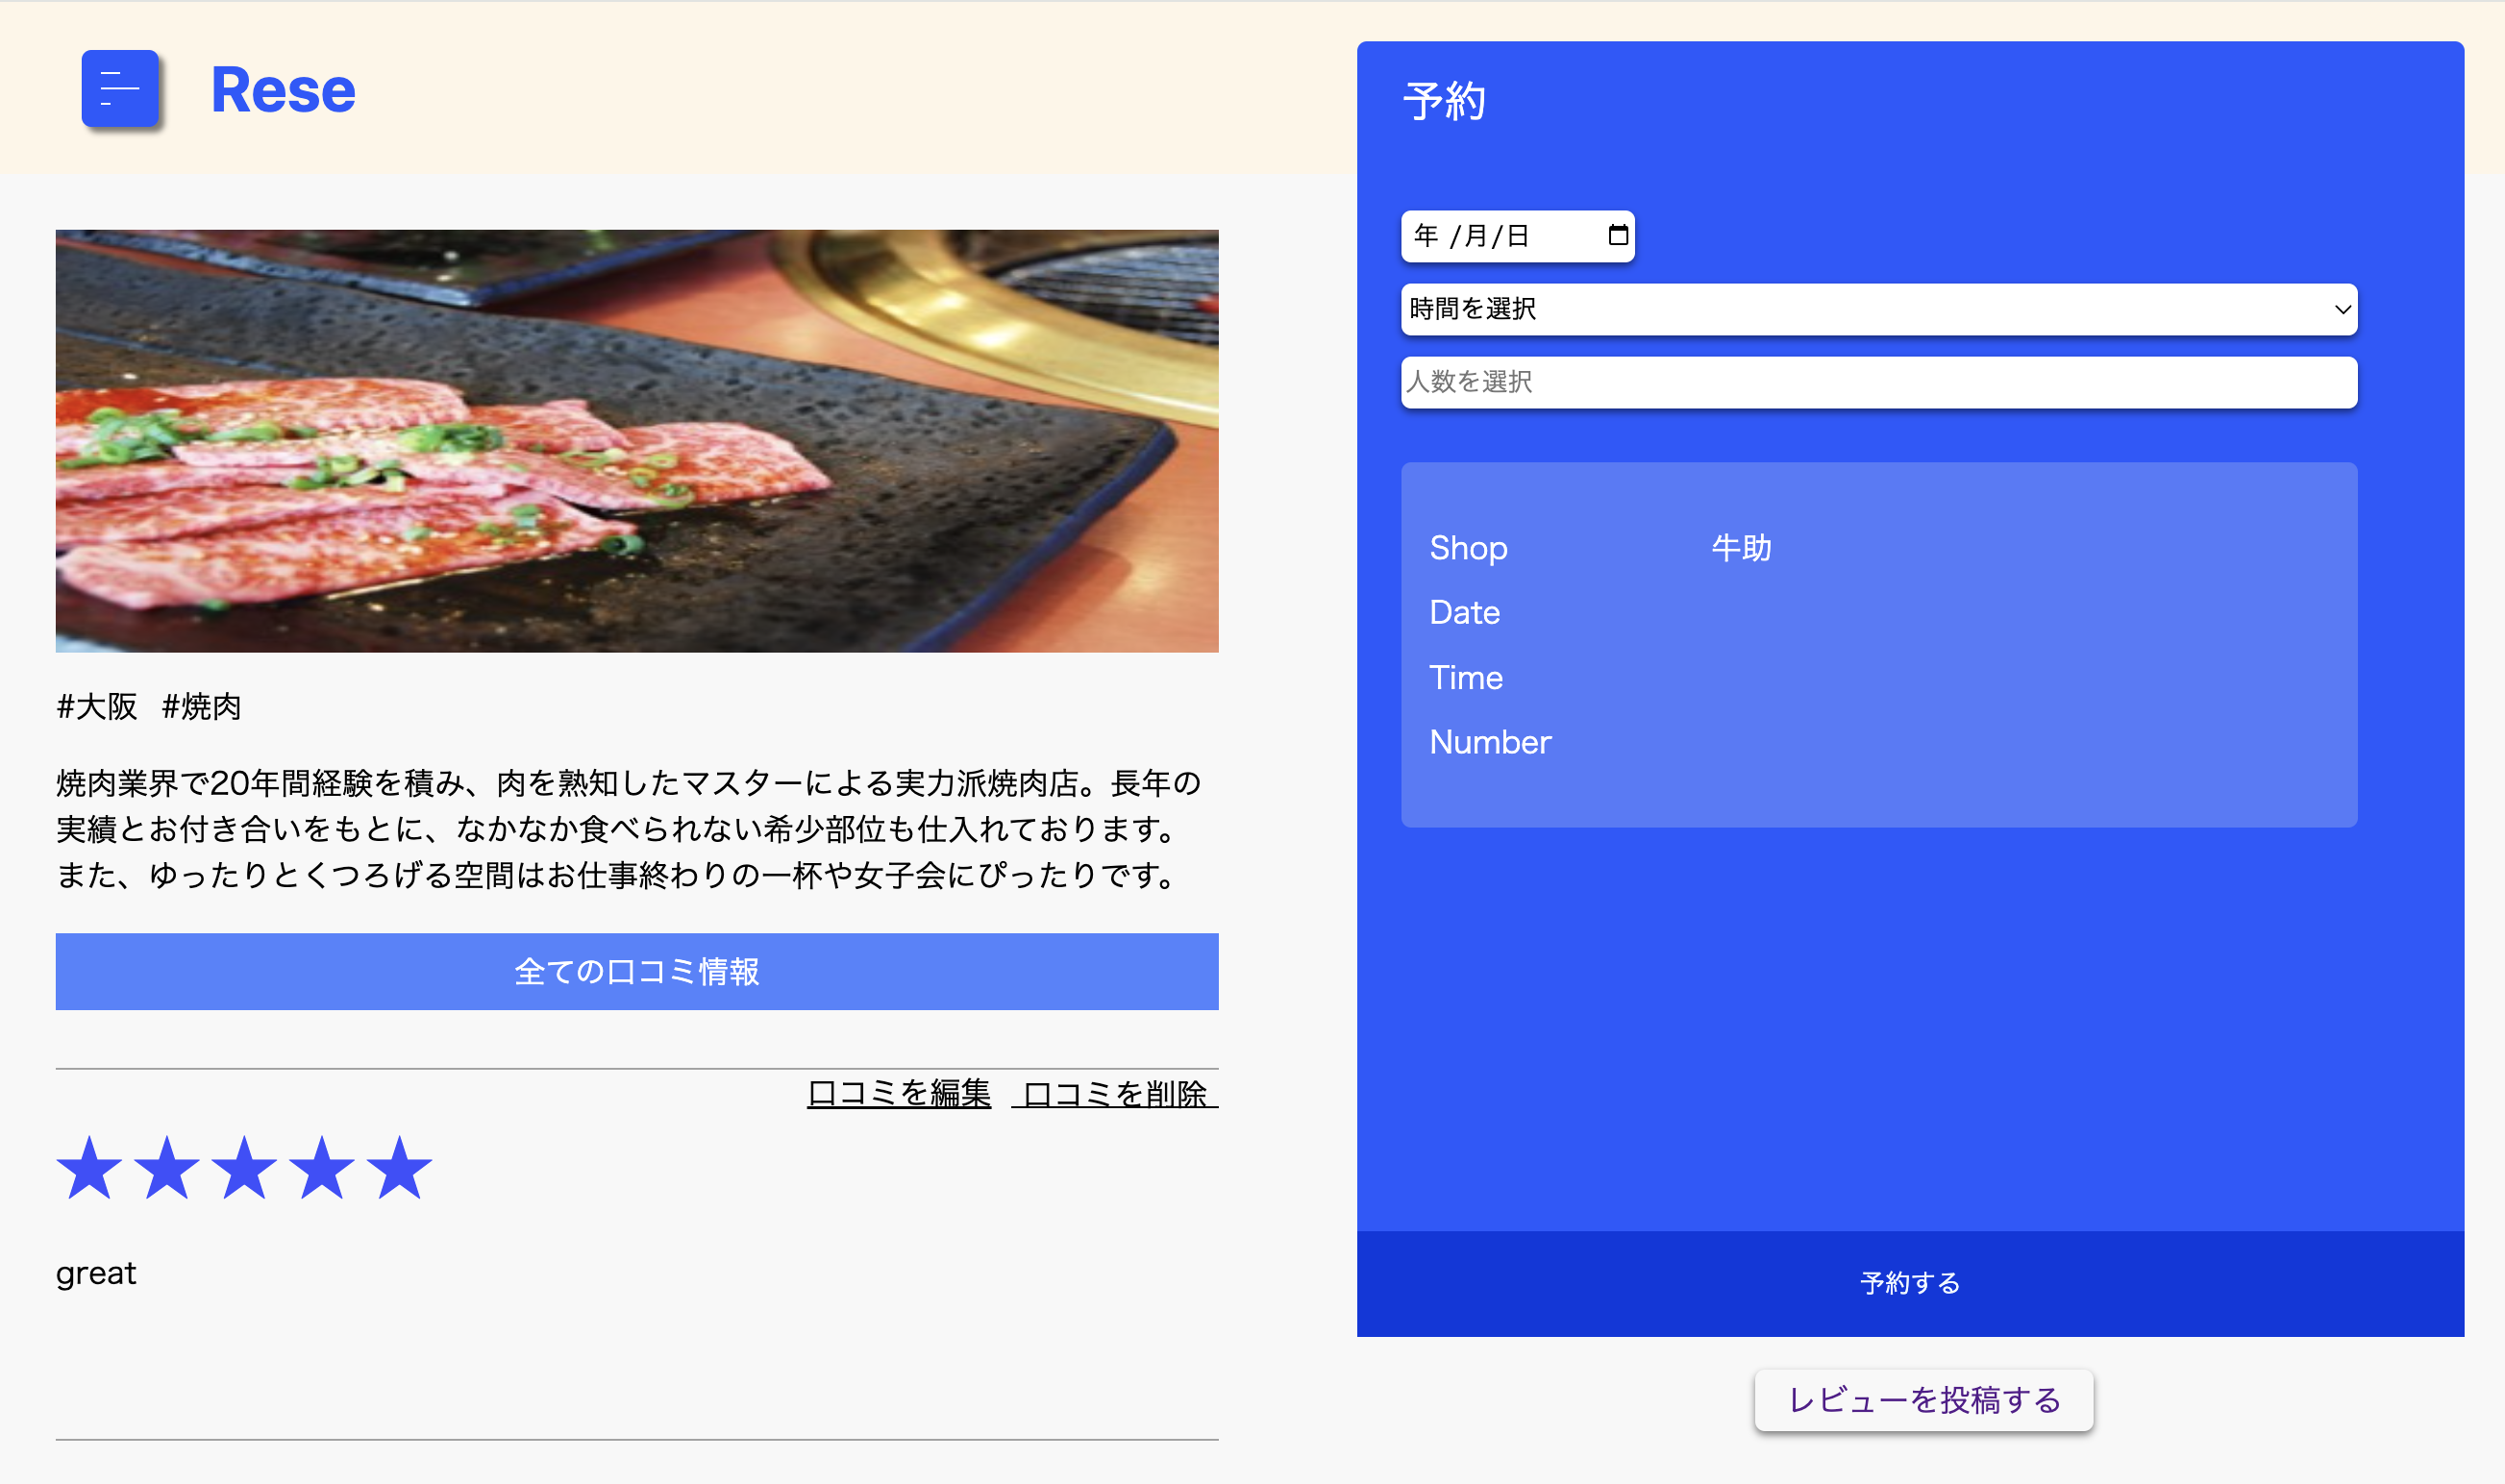 Rese
#大阪 #焼肉
焼肉業界で20年間経験を積み、肉を熟知したマスターによる実力派焼肉店。長年の
実績とお付き合いをもとに、なかなか食べられない希少部位も仕入れております。
また、ゆったりとくつろげる空間はお仕事終わりの一杯や女子会にぴったりです。
全ての口コミ情報
口コミを編集 口コミを削除
★★★★★
great
予約
年 /月/日
時間を選択
人数を選択
Shop 牛助
Date
Time
Number
予約する
レビューを投稿する